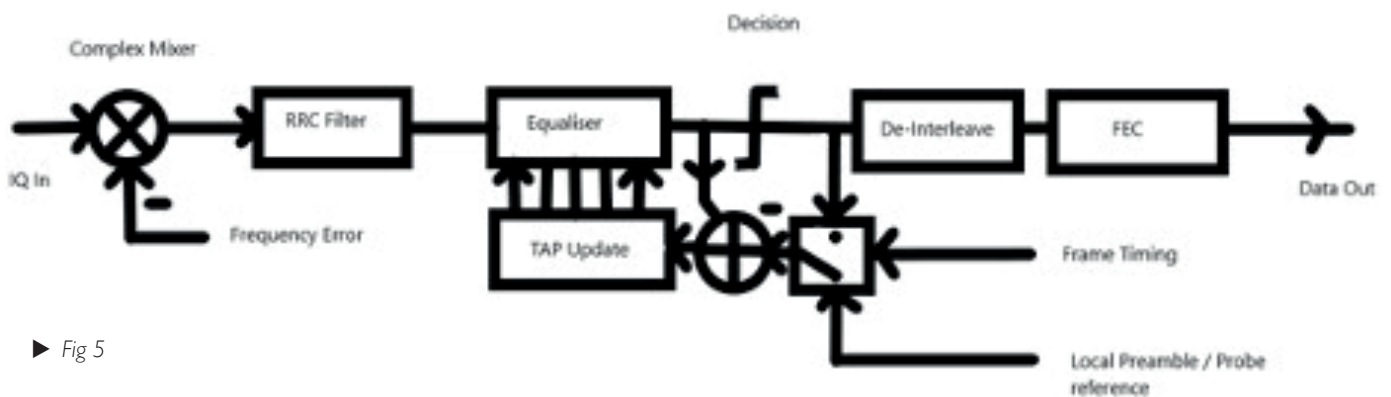 Decision
Complex Mixer
RRC Filter
Equaliser
De-Interleave
FEC
IQ In
Data Out
Frequency Error
TAP Update
Frame Timing
▶ Fig 5
Local Preamble / Probe
reference